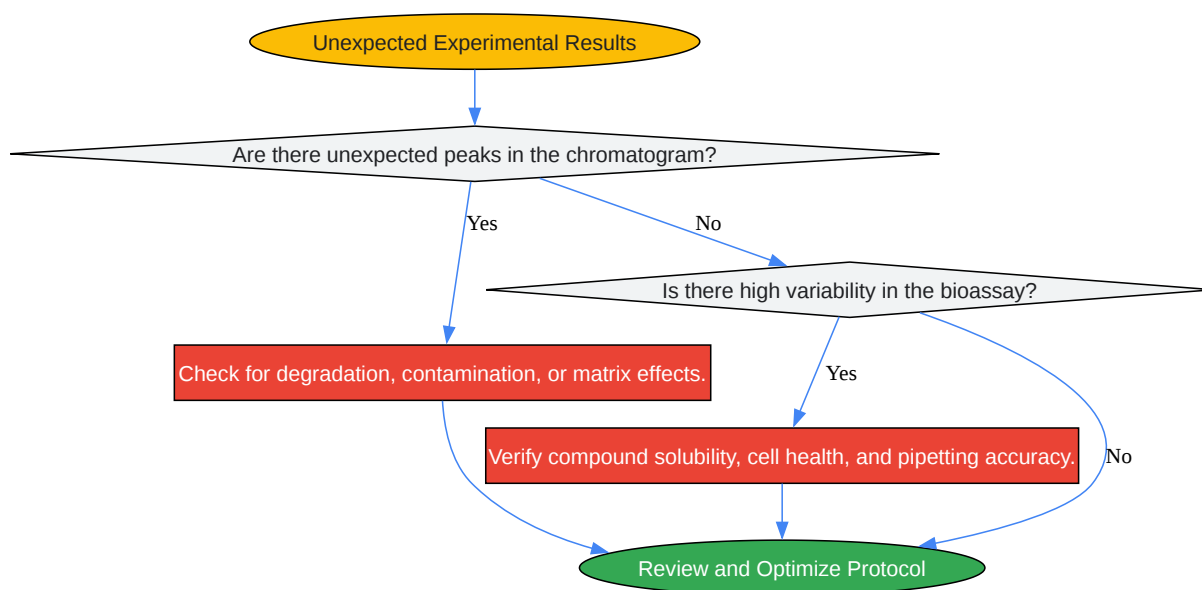 Unexpected Experimental Results
Are there unexpected peaks in the chromatogram?
Yes
No
Is there high variability in the bioassay?
Check for degradation, contamination, or matrix effects.
Yes
Verify compound solubility, cell health, and pipetting accuracy.
No
Review and Optimize Protocol